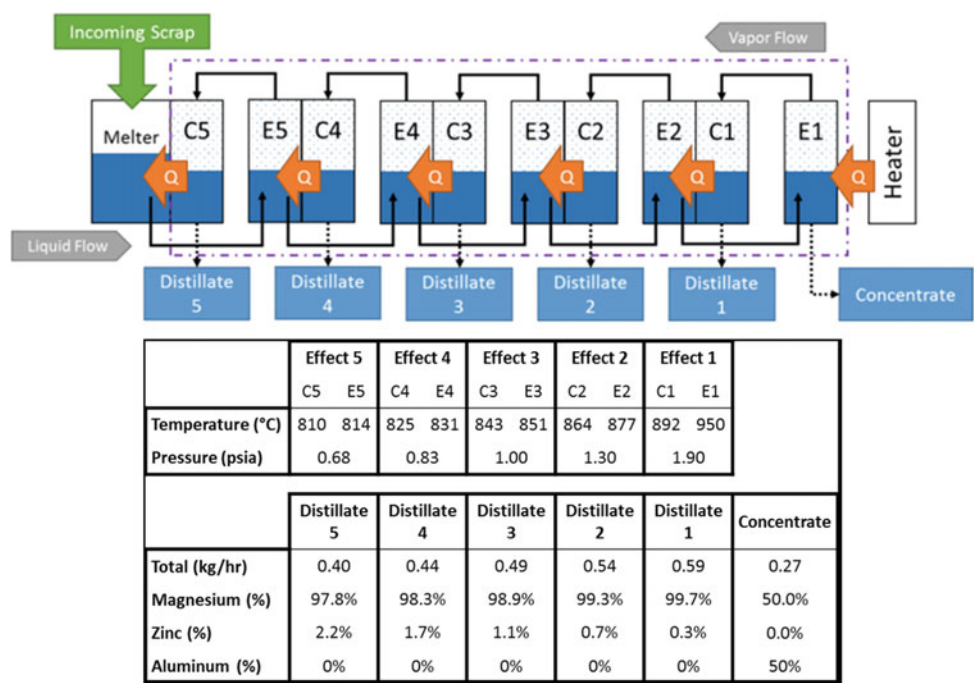 Incoming Scrap
Vapor Flow
Melter C5 E5 C4 E4 C3 E3 C2 E2 C1 E1 Heater
Q Q Q Q Q Q
Liquid Flow
Distillate 5
Distillate 4
Distillate 3
Distillate 2
Distillate 1
Concentrate
Effect 5 Effect 4 Effect 3 Effect 2 Effect 1
C5 E5 C4 E4 C3 E3 C2 E2 C1 E1
Temperature (°C) 810 814 825 831 843 851 864 877 892 950
Pressure (psia) 0.68 0.83 1.00 1.30 1.90
Distillate 5 Distillate 4 Distillate 3 Distillate 2 Distillate 1 Concentrate
Total (kg/hr) 0.40 0.44 0.49 0.54 0.59 0.27
Magnesium (%) 97.8% 98.3% 98.9% 99.3% 99.7% 50.0%
Zinc (%) 2.2% 1.7% 1.1% 0.7% 0.3% 0.0%
Aluminum (%) 0% 0% 0% 0% 0% 50%